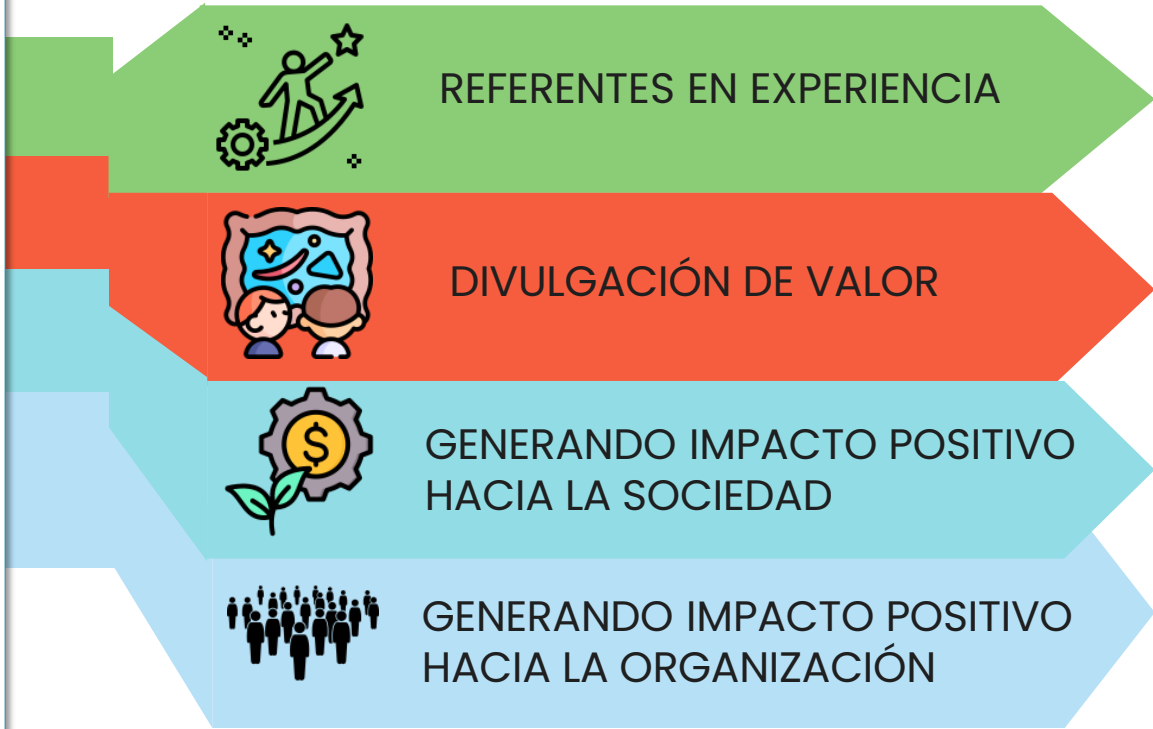 REFERENTES EN EXPERIENCIA
DIVULGACIÓN DE VALOR
GENERANDO IMPACTO POSITIVO
HACIA LA SOCIEDAD
GENERANDO IMPACTO POSITIVO
HACIA LA ORGANIZACIÓN